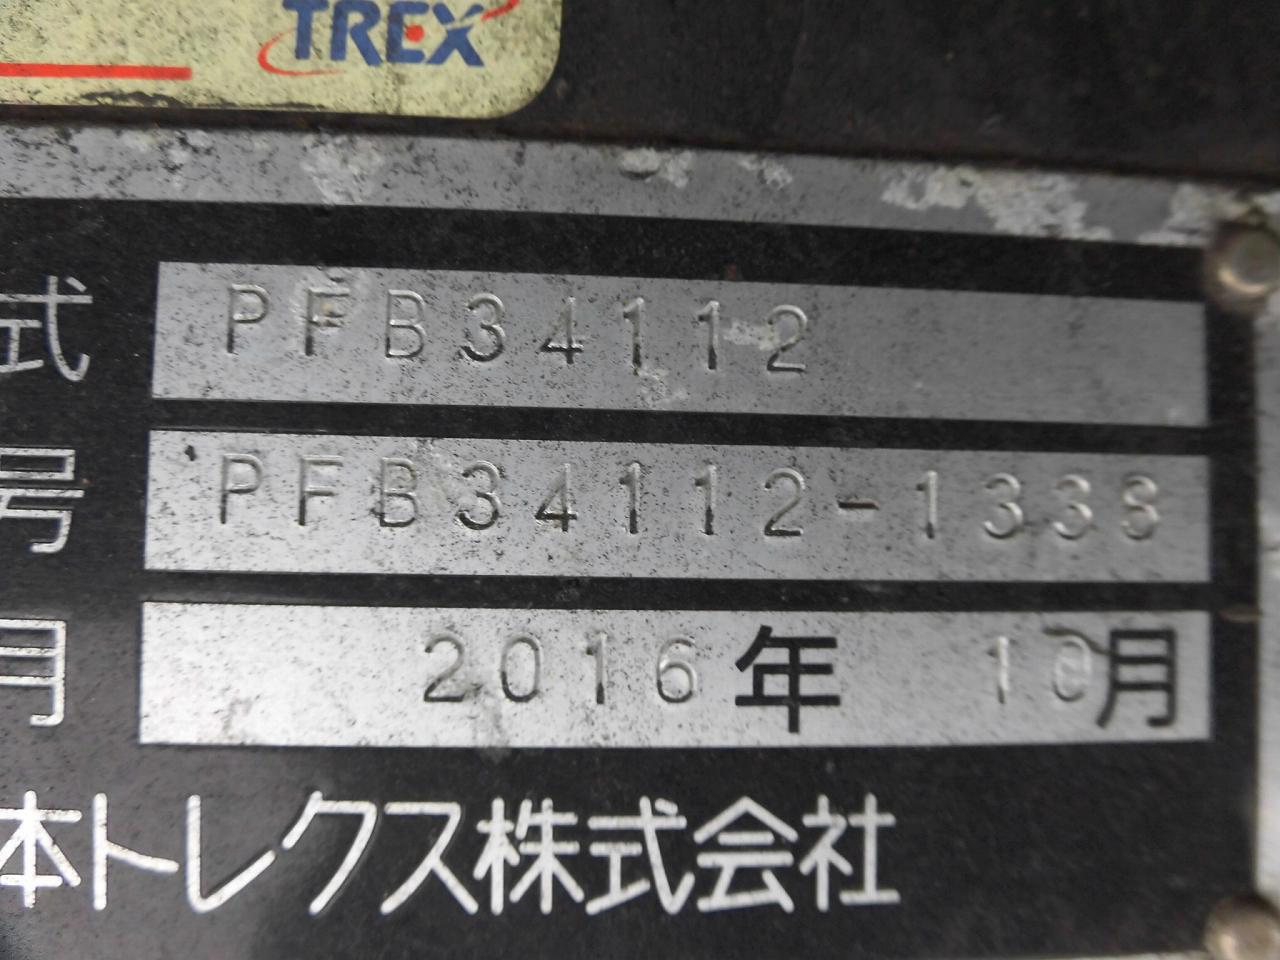 TREX
式 PFB34112
号 PFB34112-1338
月 2016年 10月
本トレクス株式会社